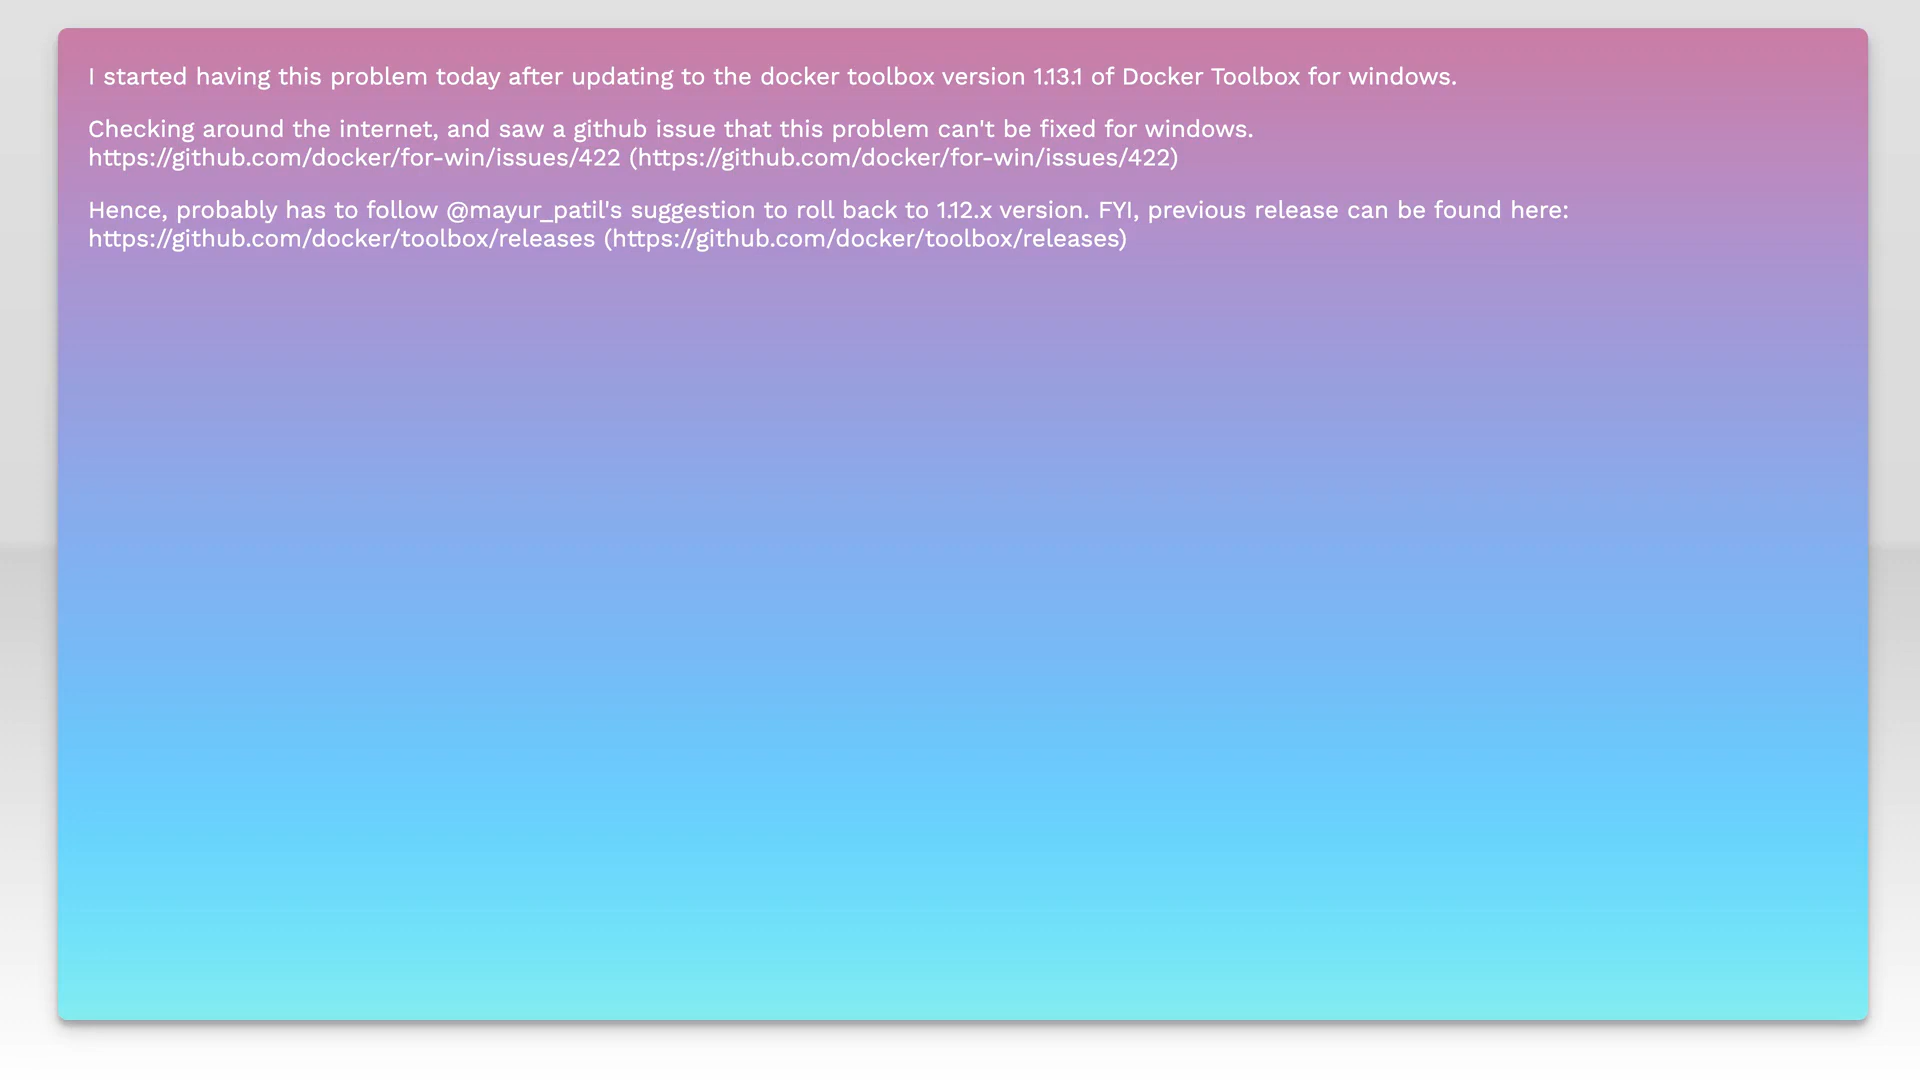 I started having this problem today after updating to the docker toolbox version 1.13.1 of Docker Toolbox for windows.
Checking around the internet, and saw a github issue that this problem can't be fixed for windows.
https://github.com/docker/for-win/issues/422 (https://github.com/docker/for-win/issues/422)
Hence, probably has to follow @mayur_patil's suggestion to roll back to 1.12.x version. FYI, previous release can be found here:
https://github.com/docker/toolbox/releases (https://github.com/docker/toolbox/releases)